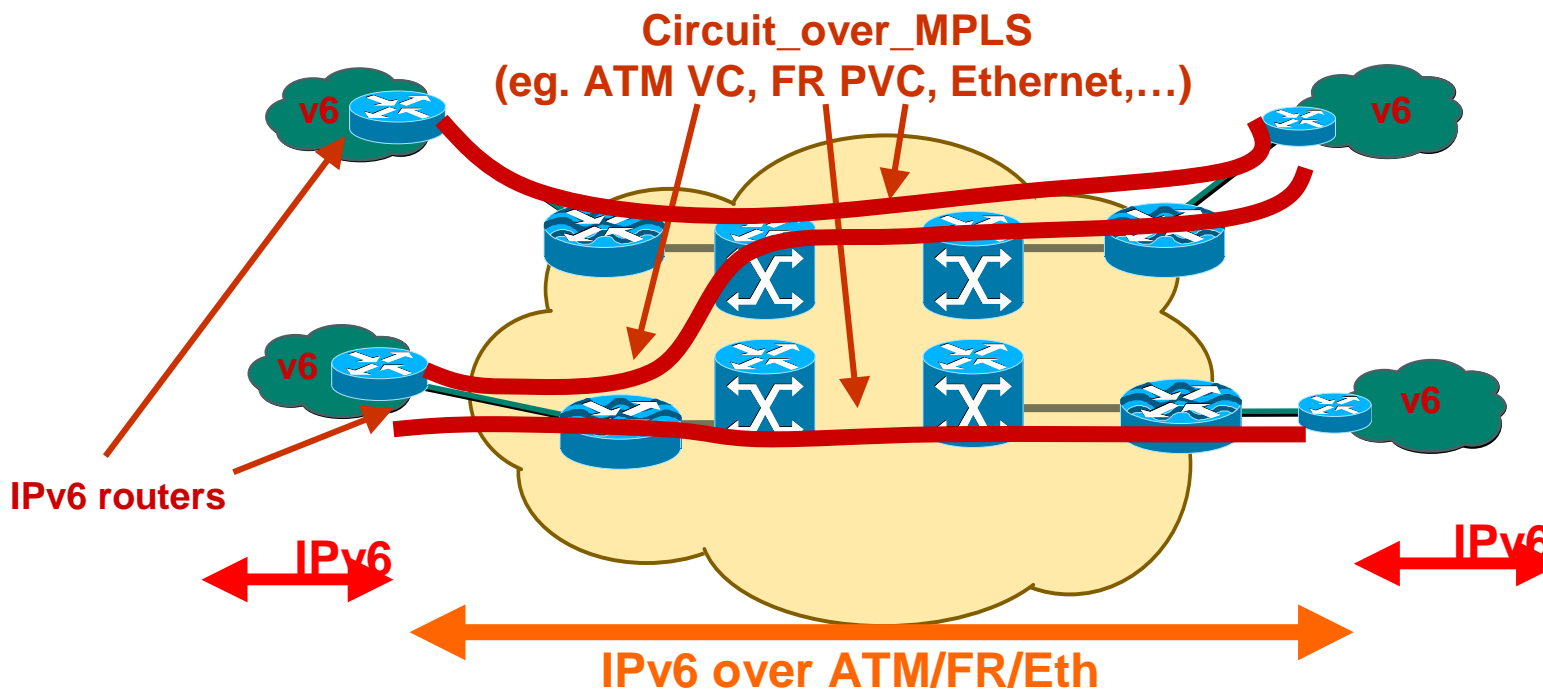 Circuit_over_MPLS
(eg. ATM VC, FR PVC, Ethernet,…)
v6
v6
v6
v6
IPv6 routers
IPv6
IPv6
IPv6 over ATM/FR/Eth